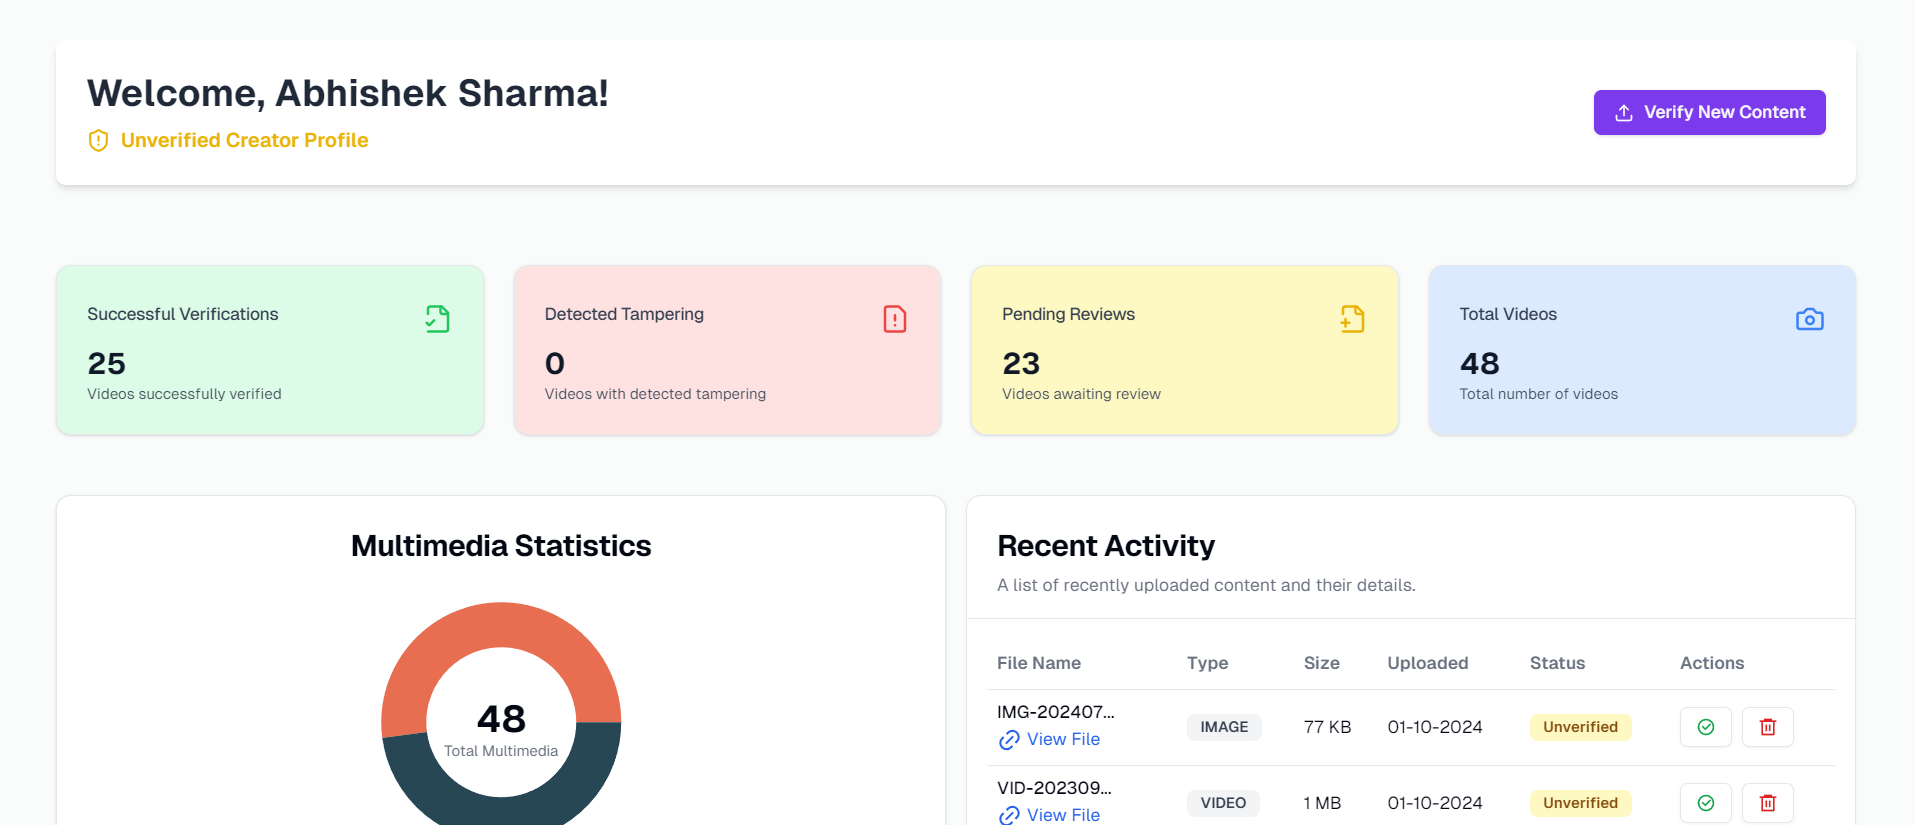 Welcome, Abhishek Sharma!
Unverified Creator Profile
Verify New Content
Successful Verifications
25
Videos successfully verified
Detected Tampering
0
Videos with detected tampering
Pending Reviews
23
Videos awaiting review
Total Videos
48
Total number of videos
Multimedia Statistics
48
Total Multimedia
Recent Activity
A list of recently uploaded content and their details.
File Name Type Size Uploaded Status Actions
IMG-202407...
View File
IMAGE 77 KB 01-10-2024 Unverified
VID-202309...
View File
VIDEO 1 MB 01-10-2024 Unverified